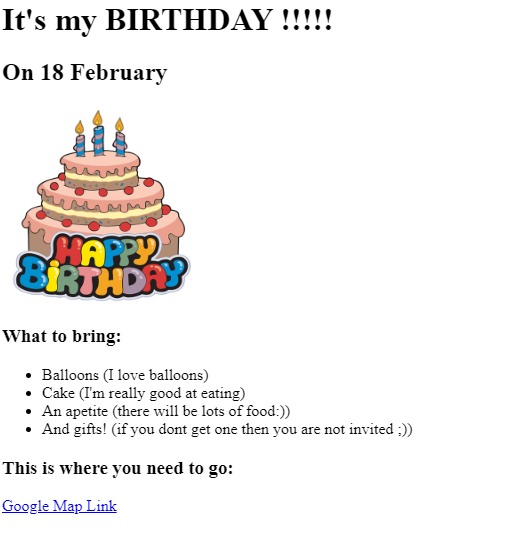 It's my BIRTHDAY !!!!!
On 18 February
HAPPY
BIRTHDAY
What to bring:
Balloons (I love balloons)
Cake (I'm really good at eating)
An apetite (there will be lots of food:))
And gifts! (if you dont get one then you are not invited ;))
This is where you need to go:
Google Map Link